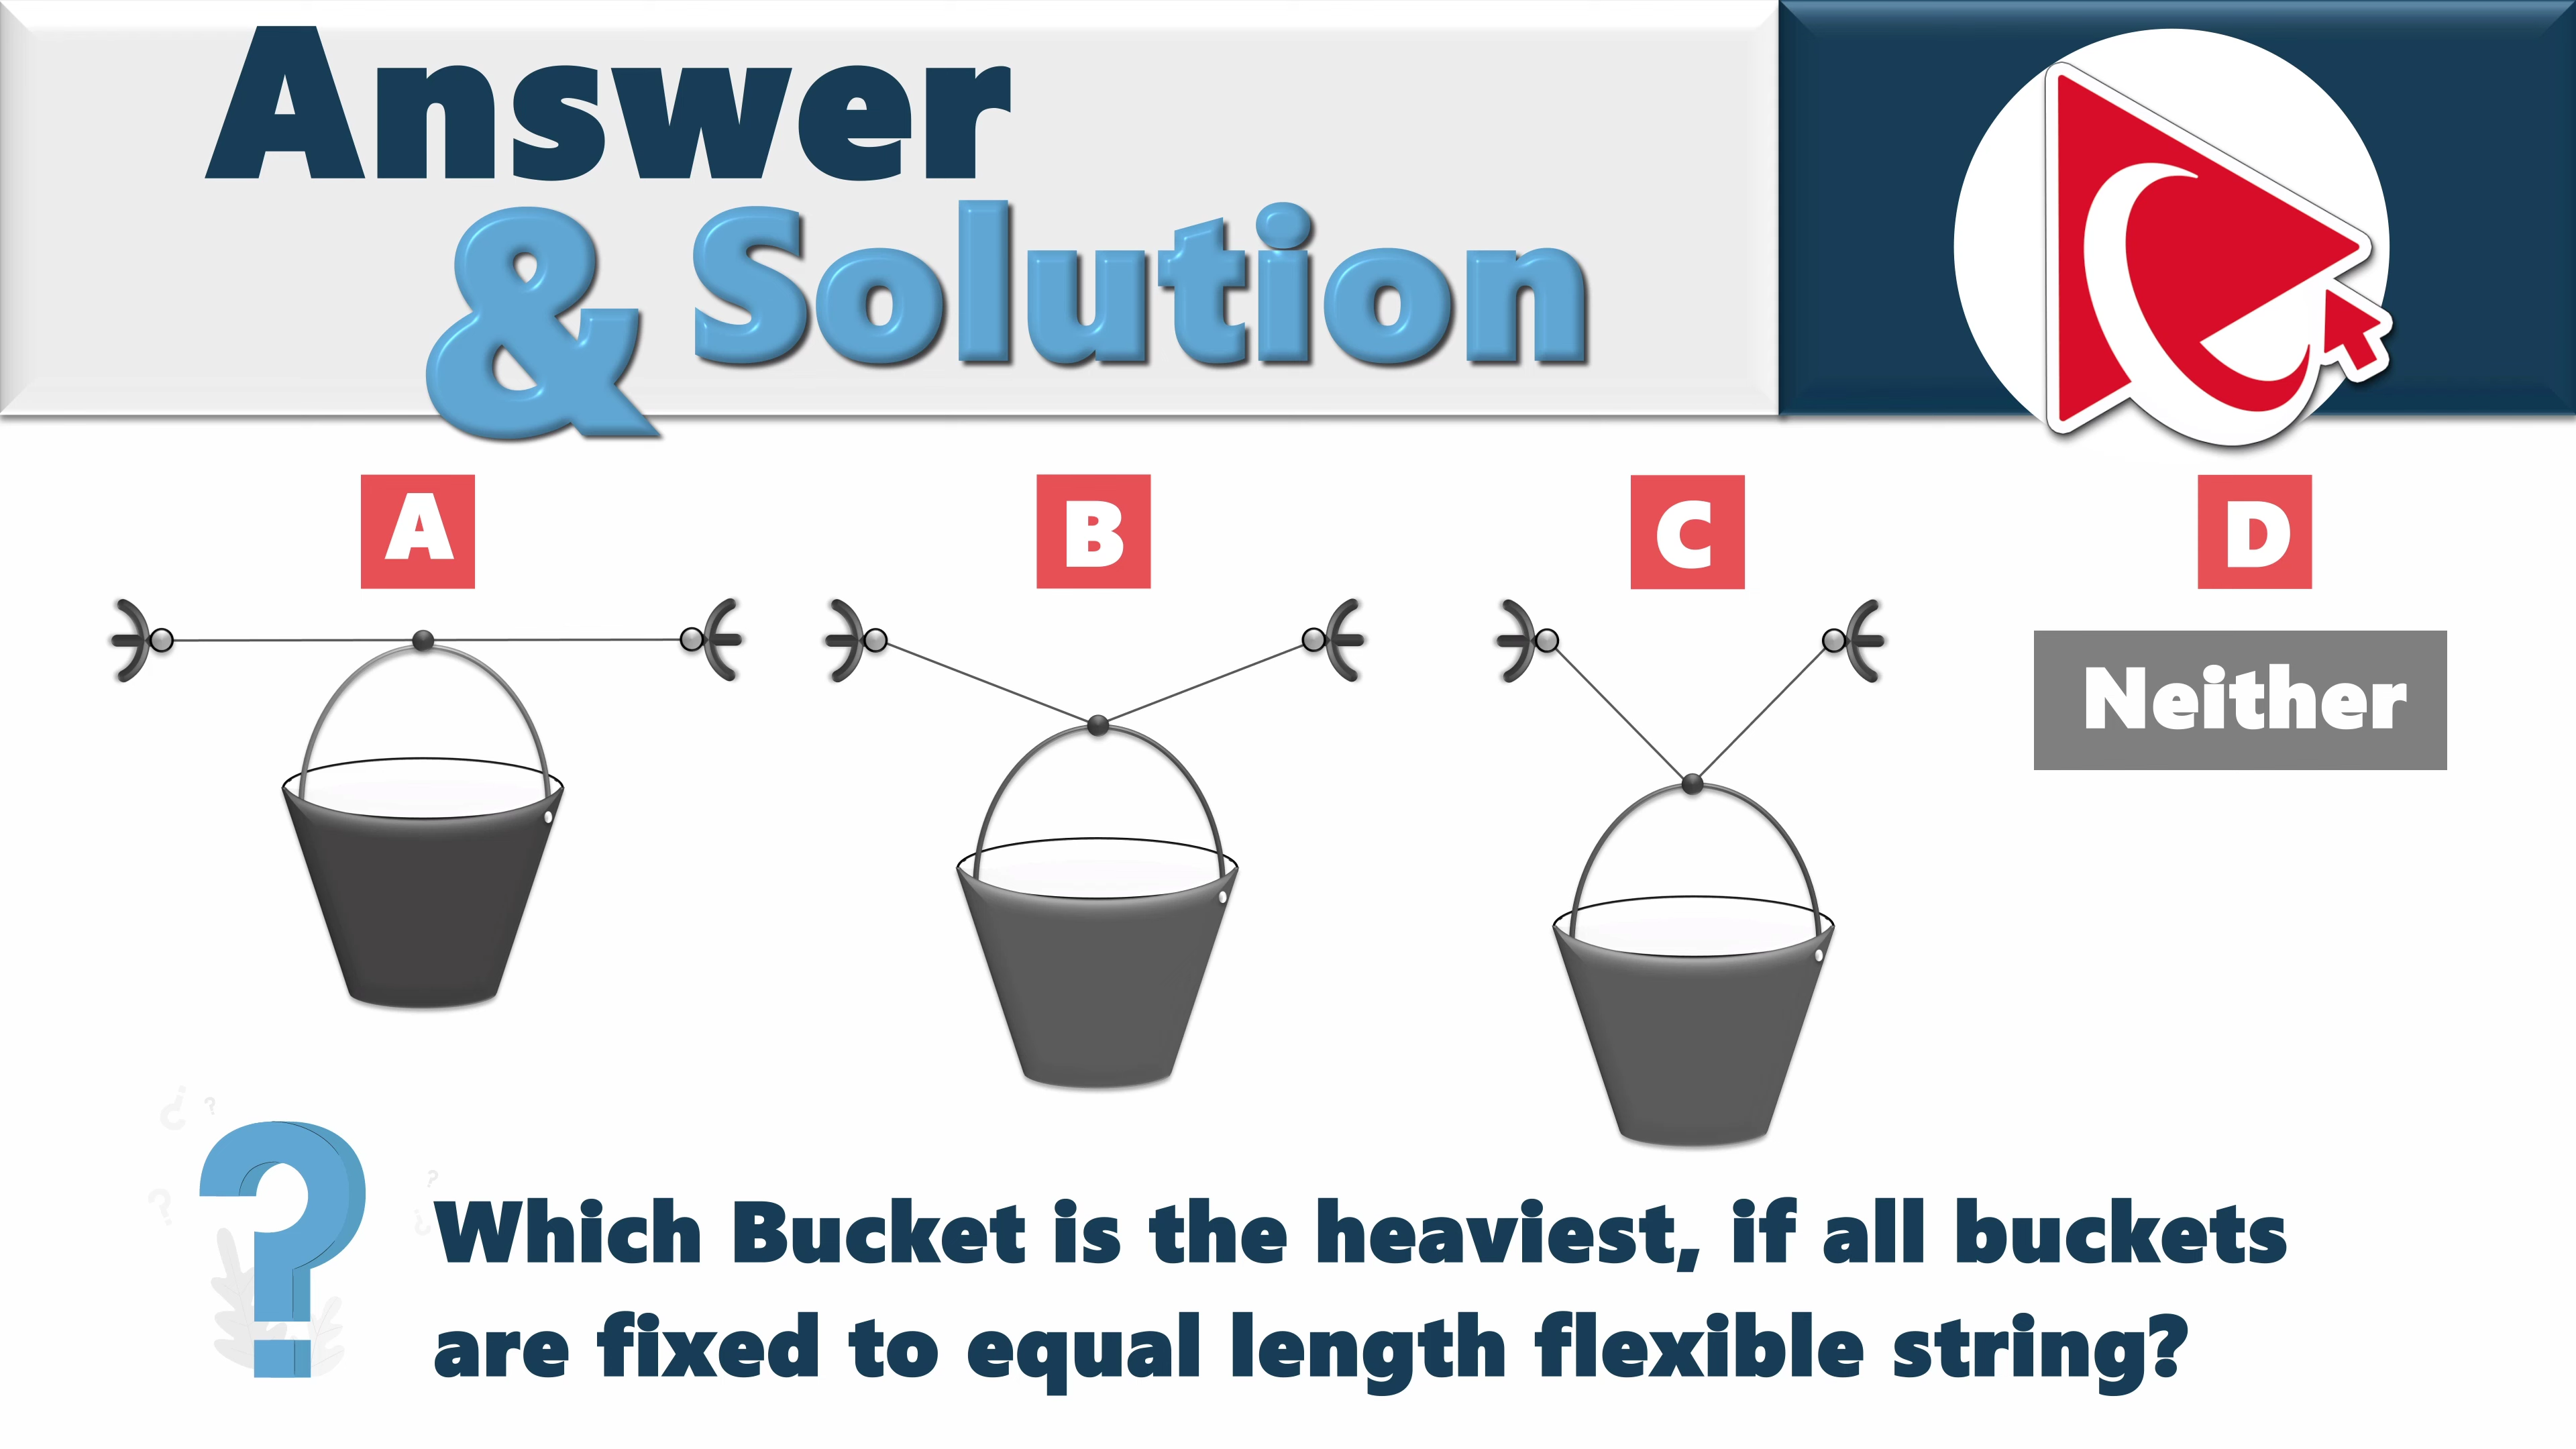 Answer
& Solution
A
B
C
D
Neither
Which Bucket is the heaviest, if all buckets
are fixed to equal length flexible string?